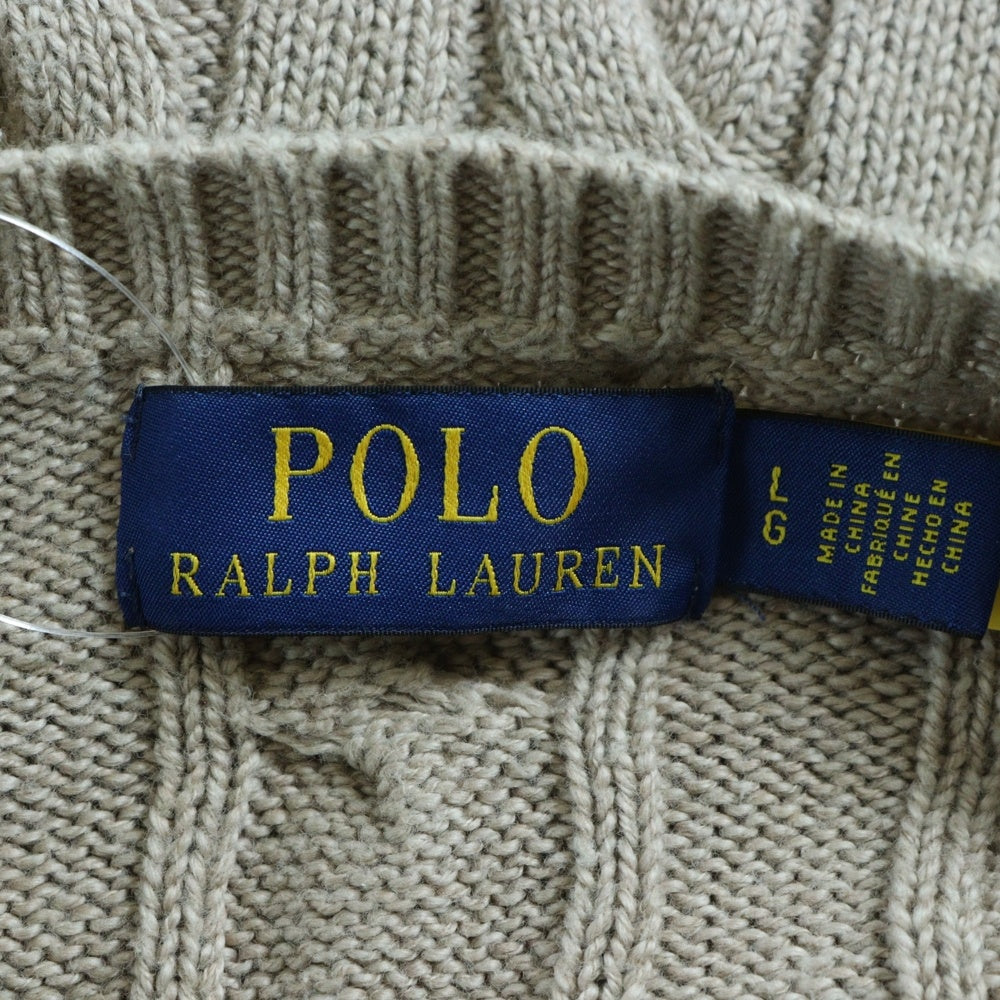 POLO
RALPH LAUREN
L
G
MADE IN
CHINA
FABRIQUÉ EN
CHINE
HECHO EN
CHINA